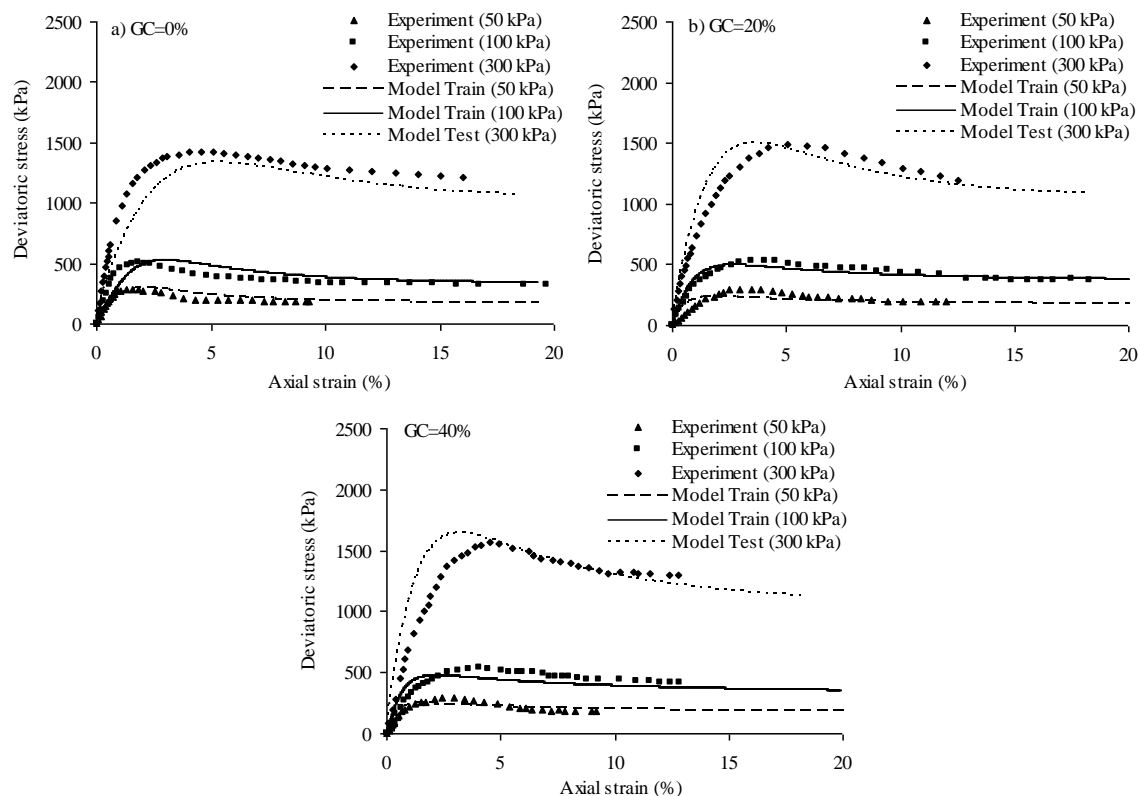 a) GC=0%
Experiment (50 kPa)
Experiment (100 kPa)
Experiment (300 kPa)
Model Train (50 kPa)
Model Train (100 kPa)
Model Test (300 kPa)
Deviatoric stress (kPa)
2500
2000
1500
1000
500
0
0
5
10
15
20
Axial strain (%)
b) GC=20%
Experiment (50 kPa)
Experiment (100 kPa)
Experiment (300 kPa)
Model Train (50 kPa)
Model Train (100 kPa)
Model Test (300 kPa)
Deviatoric stress (kPa)
2500
2000
1500
1000
500
0
0
5
10
15
20
Axial strain (%)
GC=40%
Experiment (50 kPa)
Experiment (100 kPa)
Experiment (300 kPa)
Model Train (50 kPa)
Model Train (100 kPa)
Model Test (300 kPa)
Deviatoric stress (kPa)
2500
2000
1500
1000
500
0
0
5
10
15
20
Axial strain (%)